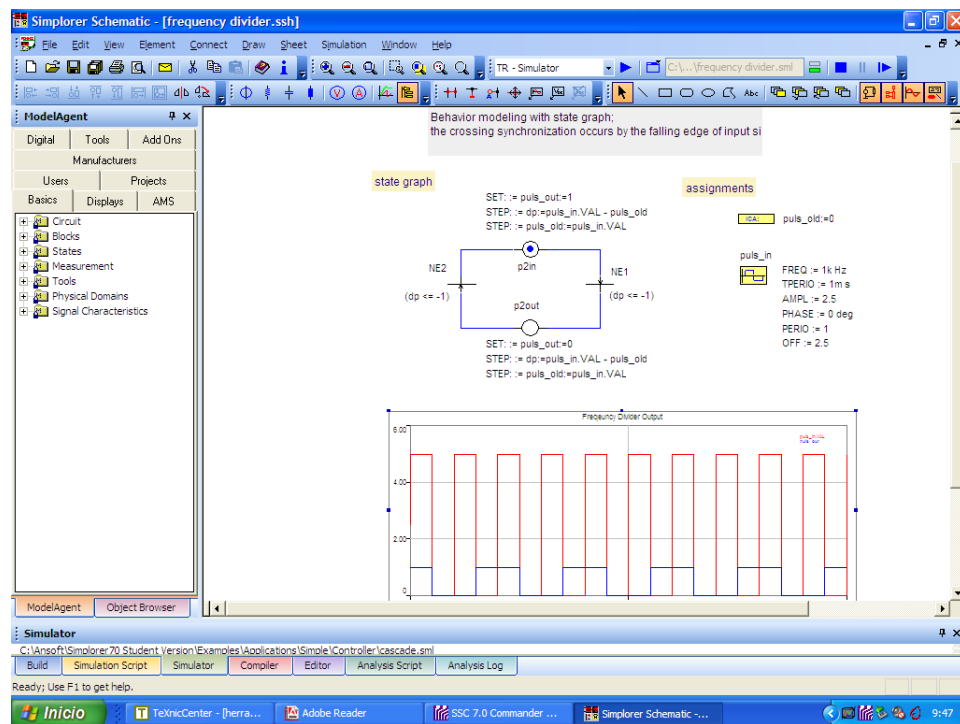 Simplorer Schematic - [frequency divider.ssh]
File Edit View Element Connect Draw Sheet Simulation Window Help
TR - Simulator
C:\...\frequency divider.sml
Abc
ModelAgent
Digital Tools Add Ons
Manufacturers
Users Projects
Basics Displays AMS
Circuit
Blocks
States
Measurement
Tools
Physical Domains
Signal Characteristics
ModelAgent Object Browser
Behavior modeling with state graph;
the crossing synchronization occurs by the falling edge of input si
state graph
assignments
SET: := puls_out:=1
STEP: := dp:=puls_in.VAL - puls_old
STEP: := puls_old:=puls_in.VAL
p2in
NE2
(dp <= -1)
NE1
(dp <= -1)
p2out
SET: := puls_out:=0
STEP: := dp:=puls_in.VAL - puls_old
STEP: := puls_old:=puls_in.VAL
ICA:
puls_old:=0
puls_in
FREQ := 1k Hz
TPERIO := 1m s
AMPL := 2.5
PHASE := 0 deg
PERIO := 1
OFF := 2.5
Freqeuncy Divider Output
puls_in.VAL
puls_out
6.00
4.00
2.00
0
Simulator
C:\Ansoft\Simplorer70 Student Version\Examples\Applications\Simple\Controller\cascade.sml
Build Simulation Script Simulator Compiler Editor Analysis Script Analysis Log
Ready; Use F1 to get help.
Inicio
TeXnicCenter - [herra...
Adobe Reader
SSC 7.0 Commander ...
Simplorer Schematic -...
9:47